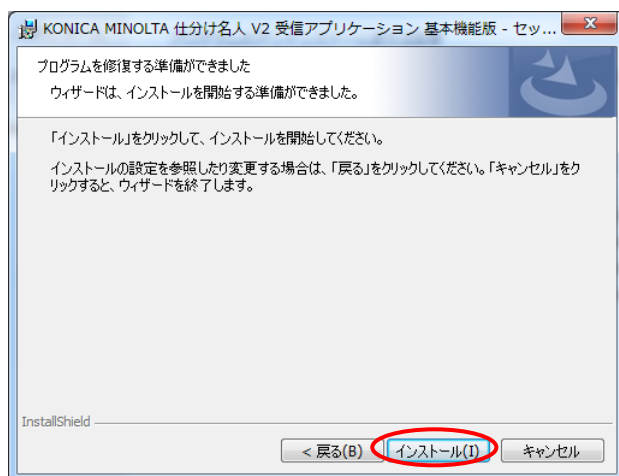 KONICA MINOLTA 仕分け名人 V2 受信アプリケーション 基本機能版 - セッ...
プログラムを修復する準備ができました
ウィザードは、インストールを開始する準備ができました。
「インストール」をクリックして、インストールを開始してください。
インストールの設定を参照したり変更する場合は、「戻る」をクリックしてください。「キャンセル」をク
リックすると、ウィザードを終了します。
InstallShield
< 戻る(B) インストール(I) キャンセル